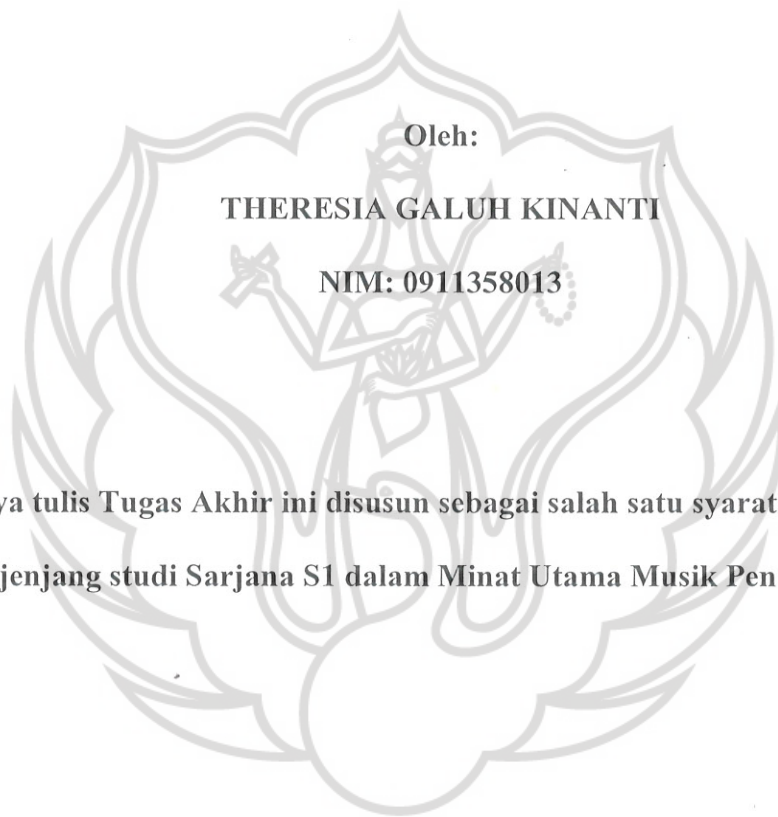 Oleh:
THERESIA GALUH KINANTI
NIM: 0911358013
ya tulis Tugas Akhir ini disusun sebagai salah satu syarat
jenjang studi Sarjana S1 dalam Minat Utama Musik Pen